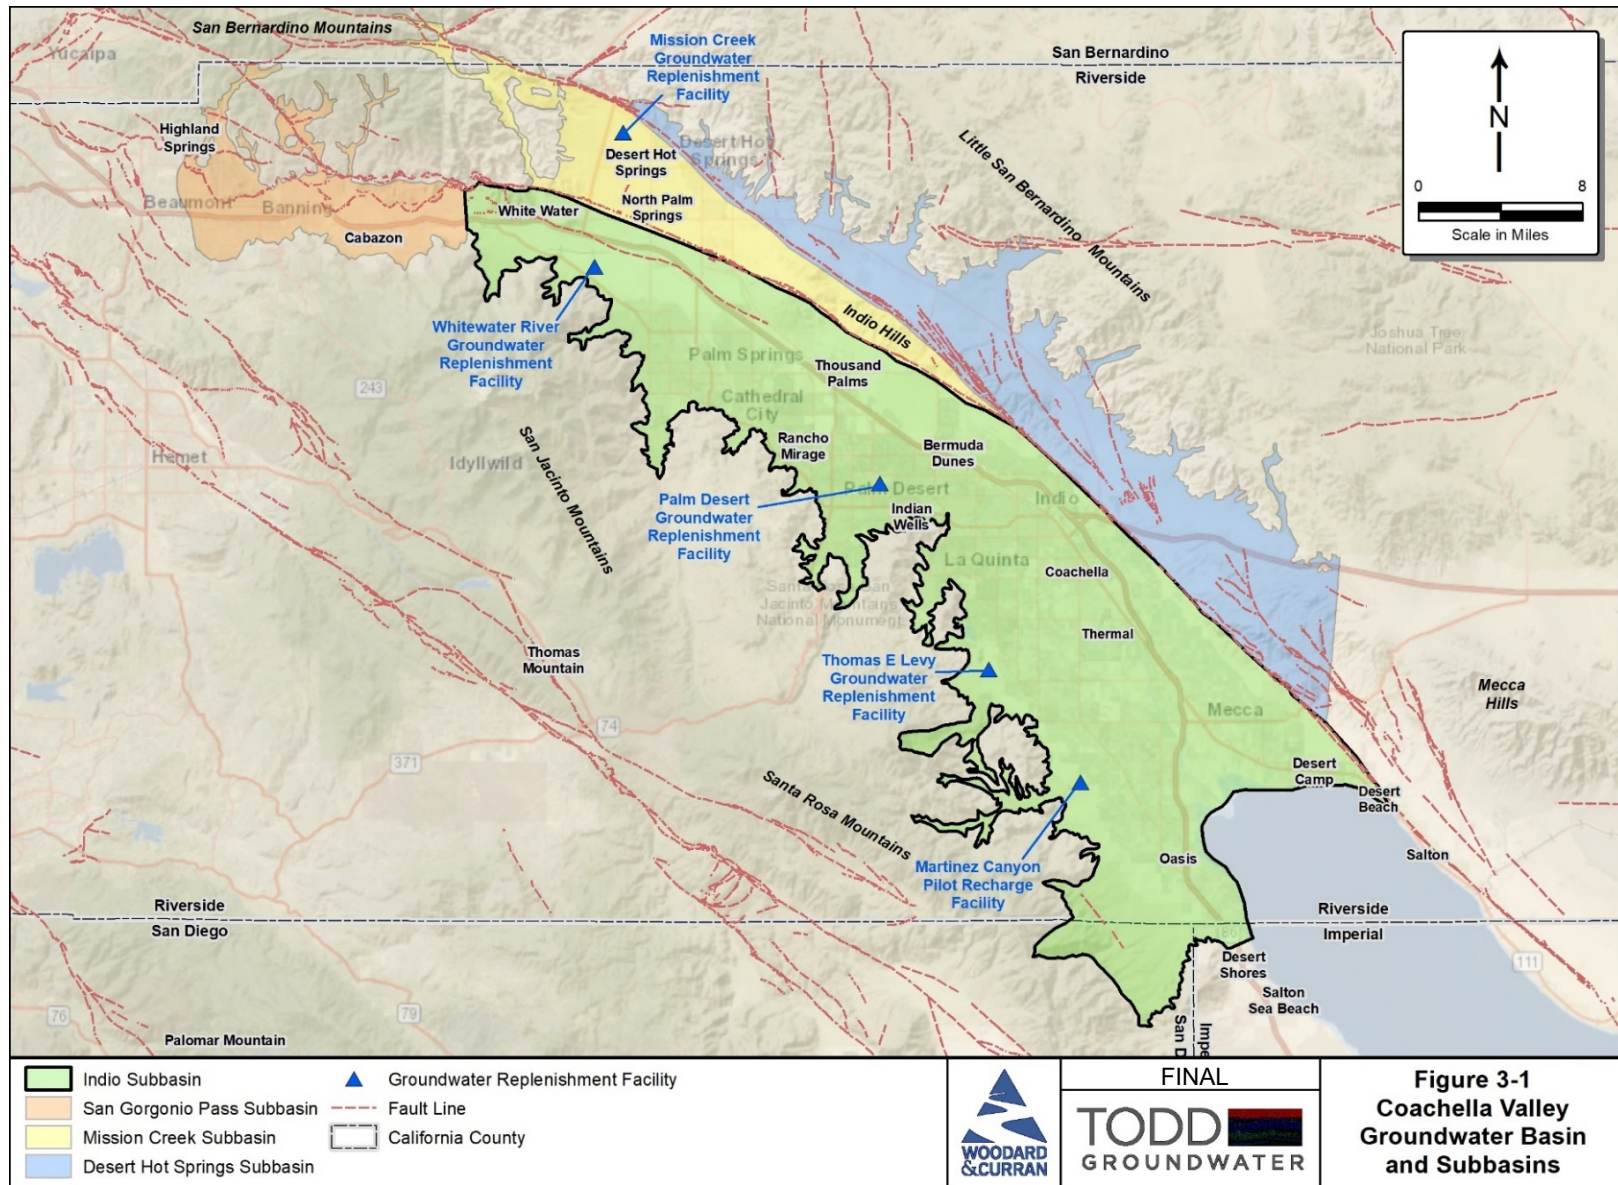 San Bernardino Mountains
Yucaipa
Mission Creek
Groundwater
Replenishment
Facility
San Bernardino
Riverside
N
0 8
Scale in Miles
Highland
Springs
Desert Hot
Springs
Desert Hot
Springs
Little San Bernardino Mountains
Beaumont
Banning
Cabazon
White Water
North Palm
Springs
Whitewater River
Groundwater
Replenishment
Facility
Indio Hills
Joshua Tree
National Park
Palm Springs
Thousand
Palms
243
Cathedral
City
Rancho
Mirage
Bermuda
Dunes
Hemet
Idyllwild
San Jacinto Mountains
Palm Desert
Groundwater
Replenishment
Facility
Palm Desert
Indian
Wells
Indio
La Quinta
Coachella
Jacinto Mountains
National Monument
Thermal
Thomas
Mountain
Thomas E Levy
Groundwater
Replenishment
Facility
Mecca
Hills
Mecca
74
371
Santa Rosa Mountains
Desert
Camp
Desert
Beach
Salton
Oasis
Martinez Canyon
Pilot Recharge
Facility
Riverside
San Diego
Riverside
Imperial
86
Desert
Shores
Salton
Sea Beach
111
76
79
Palomar Mountain
San D
Impe
Indio Subbasin
San Gorgonio Pass Subbasin
Mission Creek Subbasin
Desert Hot Springs Subbasin
Groundwater Replenishment Facility
Fault Line
California County
WOODARD
&CURRAN
FINAL
TODD
GROUNDWATER
Figure 3-1
Coachella Valley
Groundwater Basin
and Subbasins